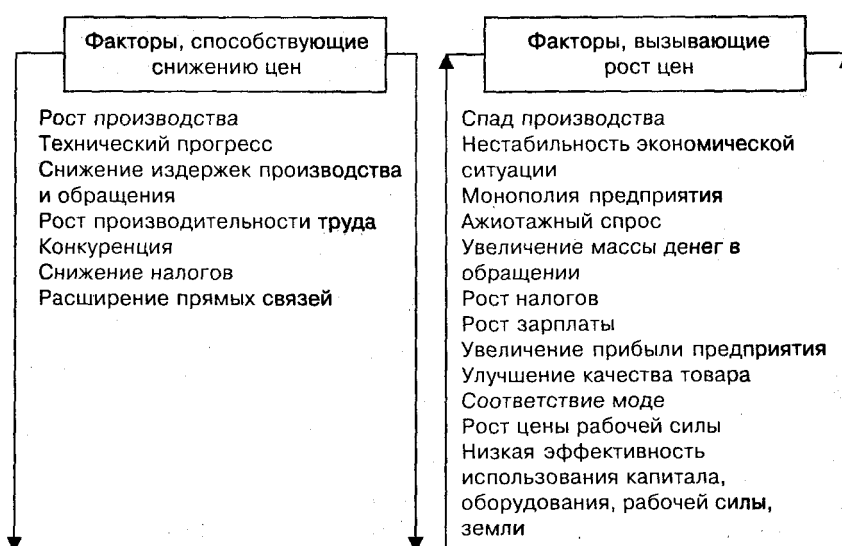 Факторы, способствующие
снижению цен
Рост производства
Технический прогресс
Снижение издержек производства
и обращения
Рост производительности труда
Конкуренция
Снижение налогов
Расширение прямых связей
Факторы, вызывающие
рост цен
Спад производства
Нестабильность экономической
ситуации
Монополия предприятия
Ажиотажный спрос
Увеличение массы денег в
обращении
Рост налогов
Рост зарплаты
Увеличение прибыли предприятия
Улучшение качества товара
Соответствие моде
Рост цены рабочей силы
Низкая эффективность
использования капитала,
оборудования, рабочей силы,
земли